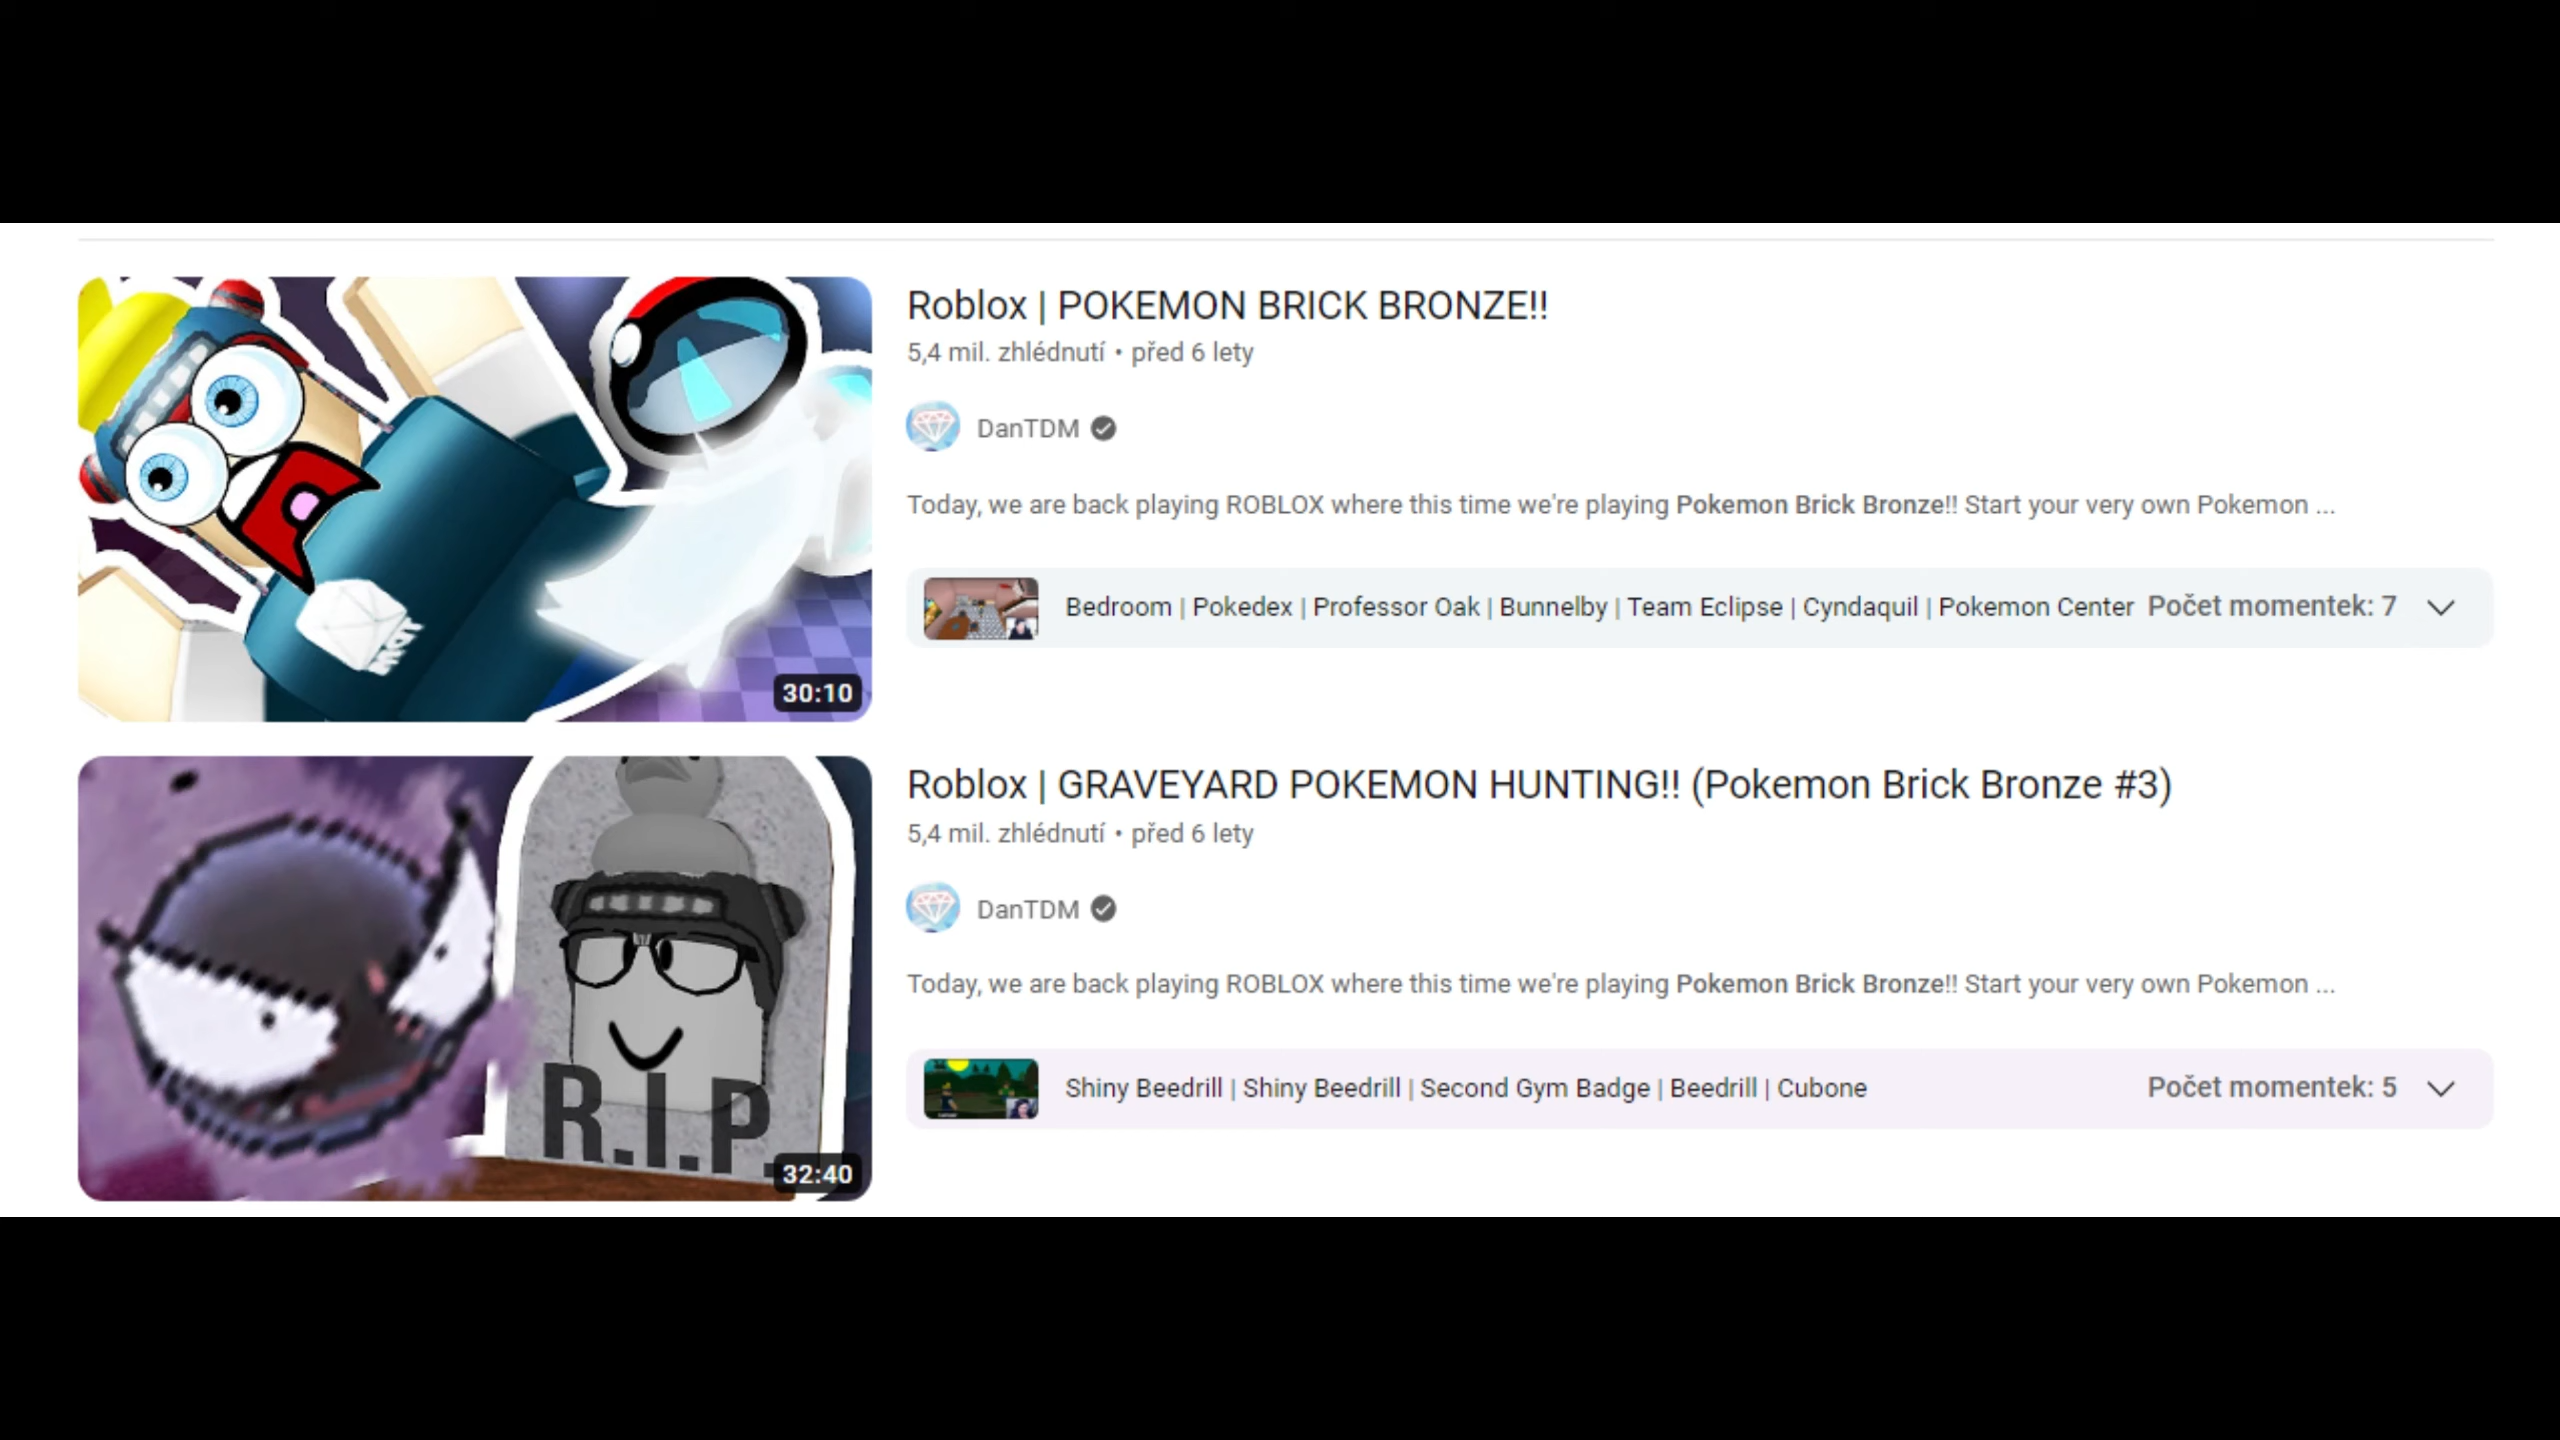 Roblox | POKEMON BRICK BRONZE!!
5,4 mil. zhlédnutí • před 6 lety
DanTDM
Today, we are back playing ROBLOX where this time we're playing Pokemon Brick Bronze!! Start your very own Pokemon ...
Bedroom | Pokedex | Professor Oak | Bunnelby | Team Eclipse | Cyndaquil | Pokemon Center Počet momentek: 7
30:10
Roblox | GRAVEYARD POKEMON HUNTING!! (Pokemon Brick Bronze #3)
5,4 mil. zhlédnutí • před 6 lety
DanTDM
Today, we are back playing ROBLOX where this time we're playing Pokemon Brick Bronze!! Start your very own Pokemon ...
Shiny Beedrill | Shiny Beedrill | Second Gym Badge | Beedrill | Cubone Počet momentek: 5
R.I.P.
32:40